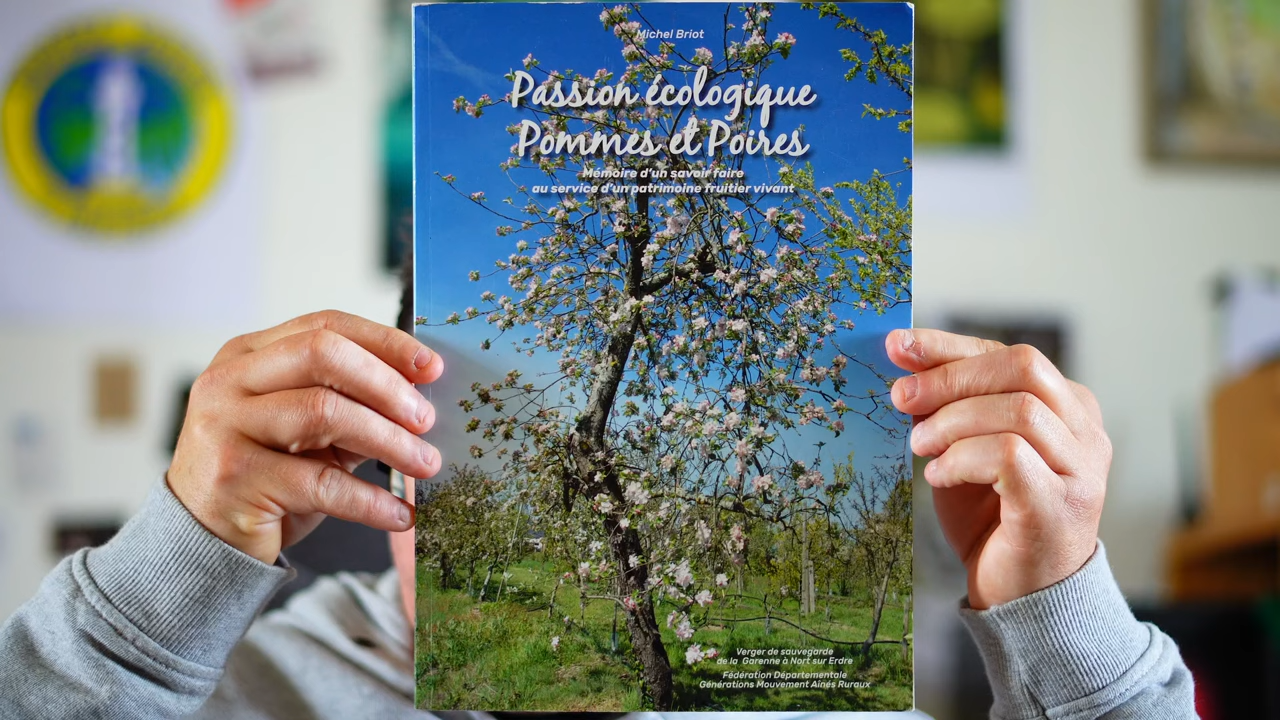 Michel Briot
Passion écologique
Pommes et Poires
Mémoire d'un savoir faire
au service d'un patrimoine fruitier vivant
Verger de sauvegarde
de la Garenne à Nort sur Erdre
Fédération Départementale
Générations Mouvement Aînés Ruraux